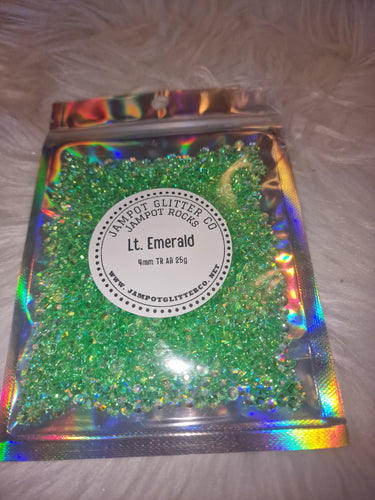 JAMPOT GLITTER CO
JAMPOT ROCKS
Lt. Emerald
4mm TR AB 25g
WWW.JAMPOTGLITTERCO.NET